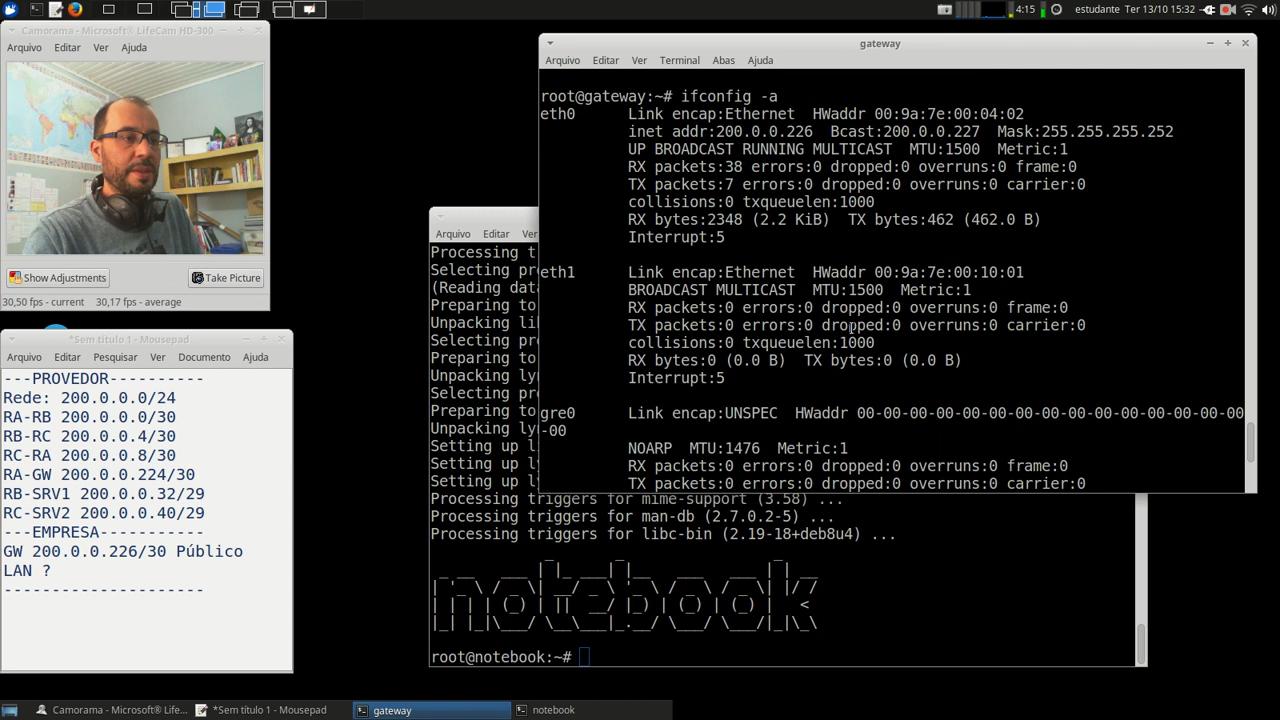 4:15
estudante
Ter 13/10 15:32
Camorama - Microsoft® LifeCam HD-300
Arquivo Editar Ver Ajuda
Show Adjustments
Take Picture
30,50 fps - current 30,17 fps - average
*Sem título 1 - Mousepad
Arquivo Editar Pesquisar Ver Documento Ajuda
---PROVEDOR----------
Rede: 200.0.0.0/24
RA-RB 200.0.0.0/30
RB-RC 200.0.0.4/30
RC-RA 200.0.0.8/30
RA-GW 200.0.0.224/30
RB-SRV1 200.0.0.32/29
RC-SRV2 200.0.0.40/29
---EMPRESA-----------
GW 200.0.0.226/30 Público
LAN ?
---------------------
gateway
Arquivo Editar Ver Terminal Abas Ajuda
root@gateway:~# ifconfig -a
eth0 Link encap:Ethernet HWaddr 00:9a:7e:00:04:02
inet addr:200.0.0.226 Bcast:200.0.0.227 Mask:255.255.255.252
UP BROADCAST RUNNING MULTICAST MTU:1500 Metric:1
RX packets:38 errors:0 dropped:0 overruns:0 frame:0
TX packets:7 errors:0 dropped:0 overruns:0 carrier:0
collisions:0 txqueuelen:1000
RX bytes:2348 (2.2 KiB) TX bytes:462 (462.0 B)
Interrupt:5
eth1 Link encap:Ethernet HWaddr 00:9a:7e:00:10:01
BROADCAST MULTICAST MTU:1500 Metric:1
RX packets:0 errors:0 dropped:0 overruns:0 frame:0
TX packets:0 errors:0 dropped:0 overruns:0 carrier:0
collisions:0 txqueuelen:1000
RX bytes:0 (0.0 B) TX bytes:0 (0.0 B)
Interrupt:5
gre0 Link encap:UNSPEC HWaddr 00-00-00-00-00-00-00-00-00-00-00-00-00-00-00
-00
NOARP MTU:1476 Metric:1
RX packets:0 errors:0 dropped:0 overruns:0 frame:0
TX packets:0 errors:0 dropped:0 overruns:0 carrier:0
Arquivo Editar Ver
Processing t
Selecting pr
(Reading data
Preparing to
Unpacking li
Selecting pr
Preparing to
Unpacking ly
Selecting pr
Preparing to
Unpacking ly
Setting up li
Setting up ly
Setting up ly
Processing triggers for mime-support (3.58) ...
Processing triggers for man-db (2.7.0.2-5) ...
Processing triggers for libc-bin (2.19-18+deb8u4) ...
notebook
root@notebook:~#
Camorama - Microsoft® LifeC...
*Sem título 1 - Mousepad
gateway
notebook